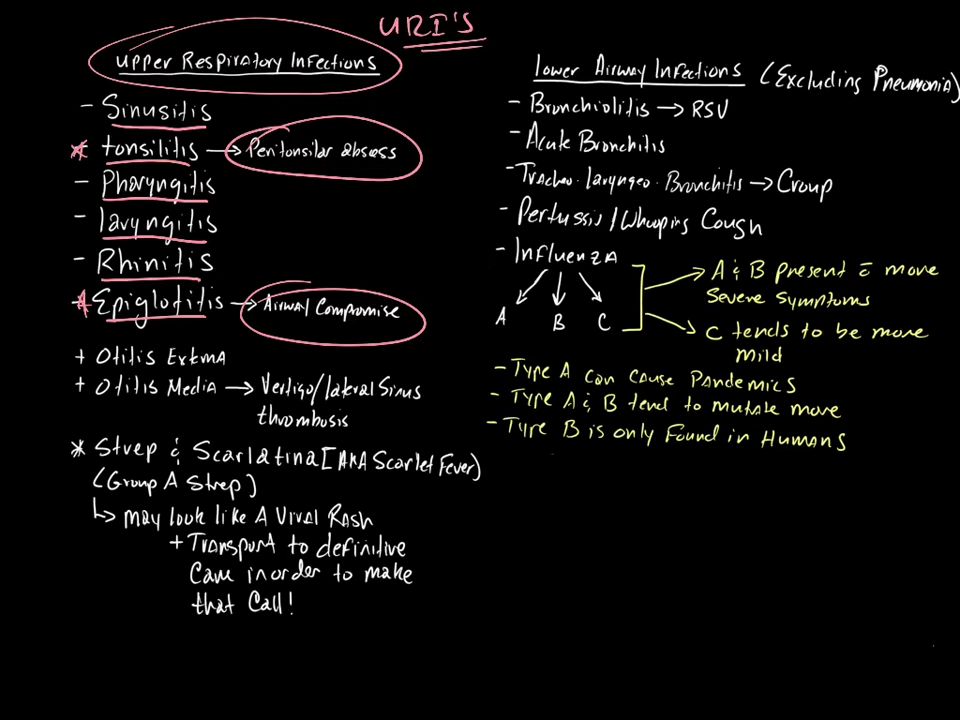 URI'S
Upper Respiratory Infections
- Sinusitis
* tonsilitis → Peritonsilar absess
- Pharyngitis
- laryngitis
- Rhinitis
* Epiglotitis → Airway Compromise
+ Otitis Externa
+ Otitis Media → Vertigo/lateral Sinus
thrombosis
* Strep & Scarlatina [AKA Scarlet Fever)
(Group A Strep)
↳ may look like A Viral Rash
+ Transport to definitive
Care inorder to make
that Call!
lower Airway Infections (Excluding Pneumonia)
- Bronchiolitis → RSV
- Acute Bronchitis
- Tracheo-laryngeo-Bronchitis → Croup
- Pertussis/Whooping Cough
- Influenza
A B C
→ A & B present c̄ more
Severe Symptoms
→ C tends to be more
mild
- Type A can cause Pandemics
- Type A & B tend to mutate more
- Type B is only Found in Humans